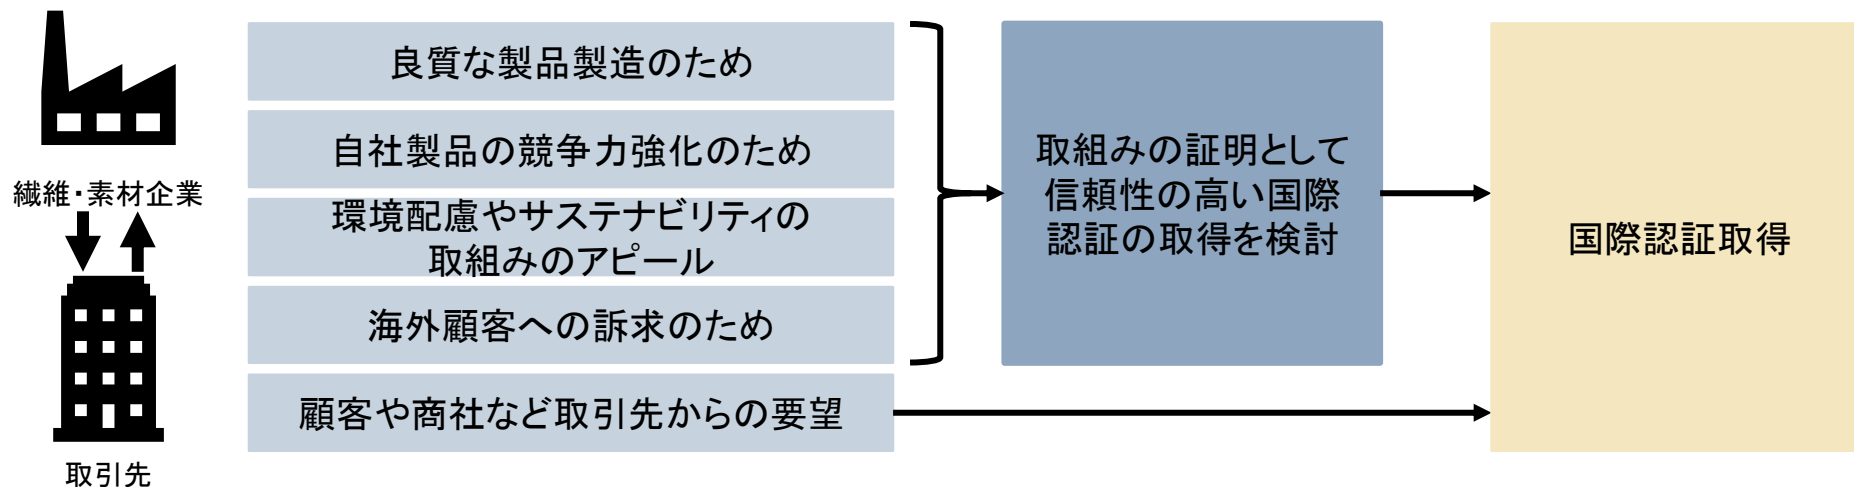 良質な製品製造のため
自社製品の競争力強化のため
環境配慮やサステナビリティの
取組みのアピール
海外顧客への訴求のため
顧客や商社など取引先からの要望
繊維・素材企業
取引先
取組みの証明として
信頼性の高い国際
認証の取得を検討
国際認証取得